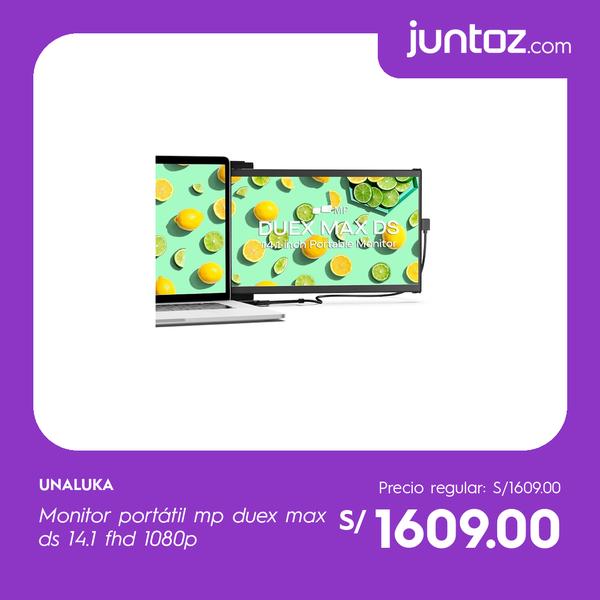 juntoz.com
MP
DUEX MAX DS
14.1-inch Portable Monitor
UNALUKA
Precio regular: S/1609.00
Monitor portátil mp duex max
ds 14.1 fhd 1080p
S/ 1609.00